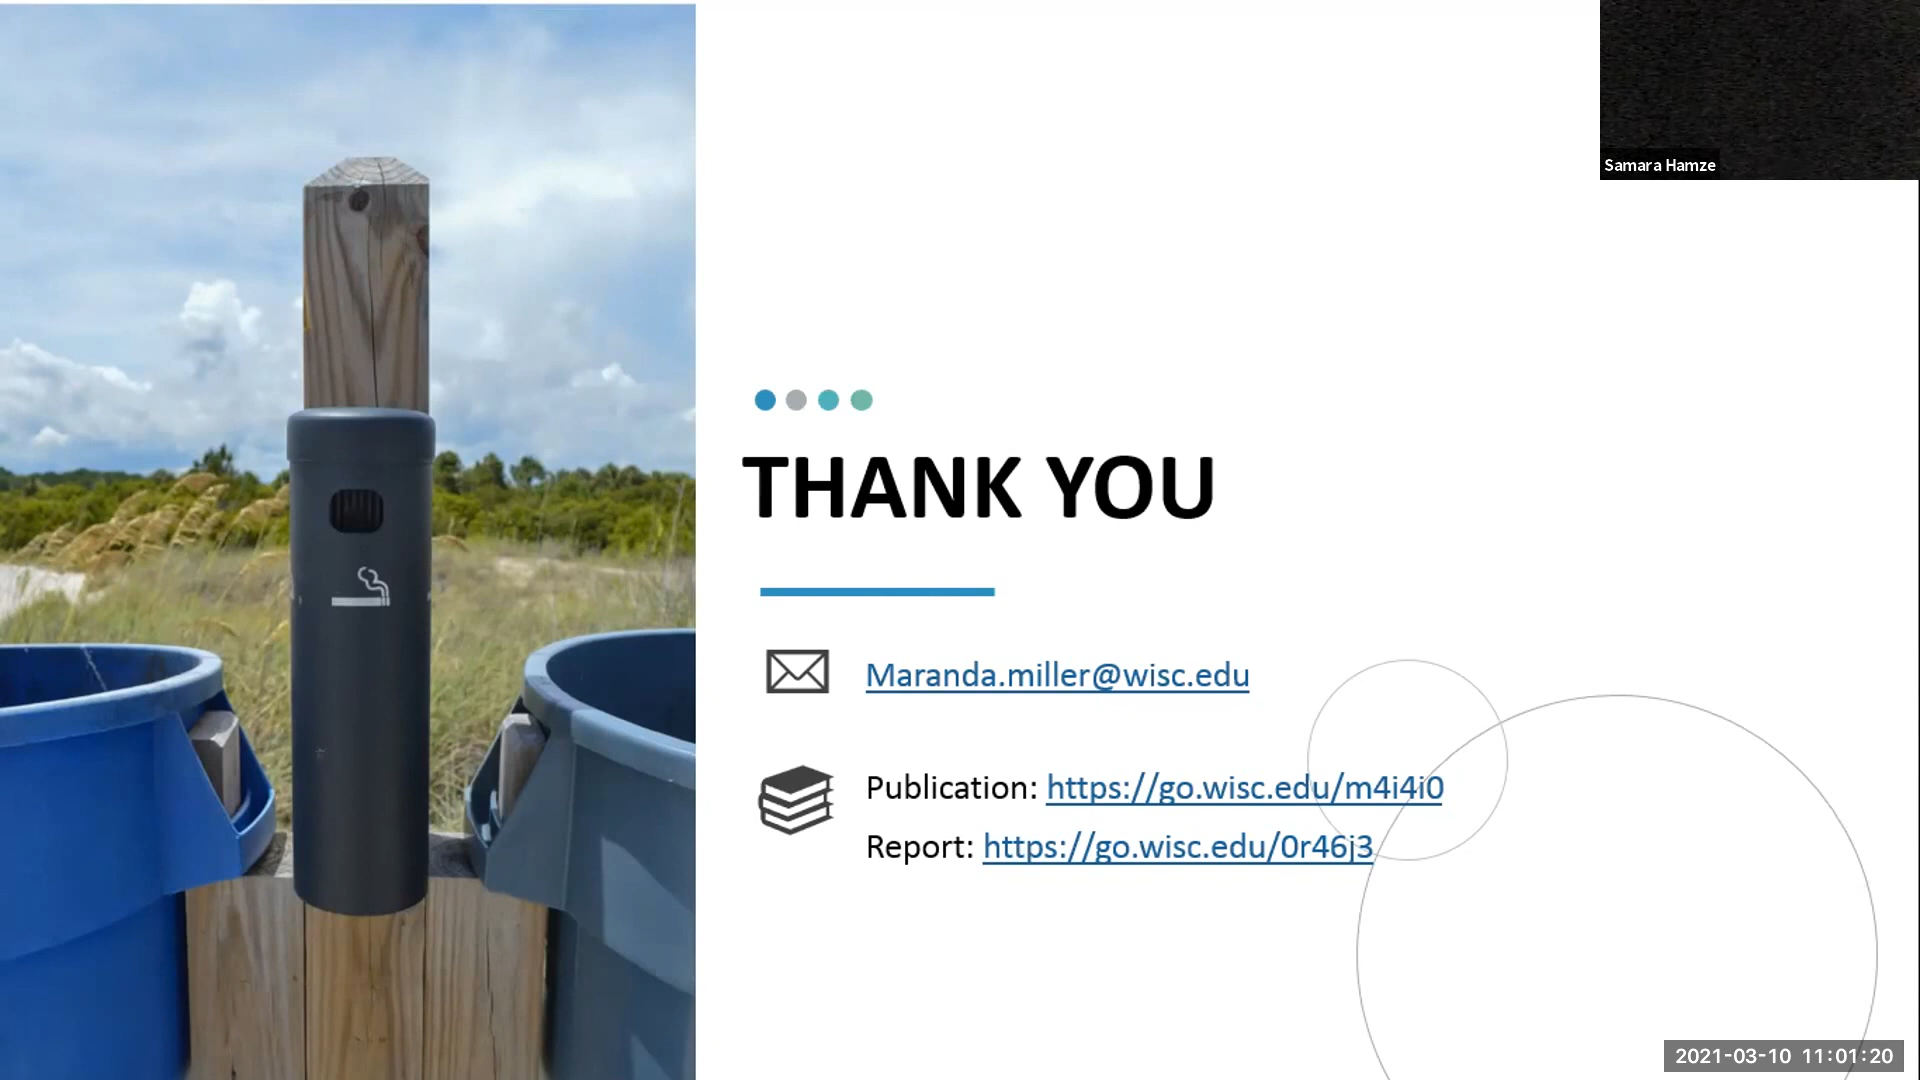 Samara Hamze
THANK YOU
Maranda.miller@wisc.edu
Publication: https://go.wisc.edu/m4i4i0
Report: https://go.wisc.edu/0r46j3
2021-03-10 11:01:20